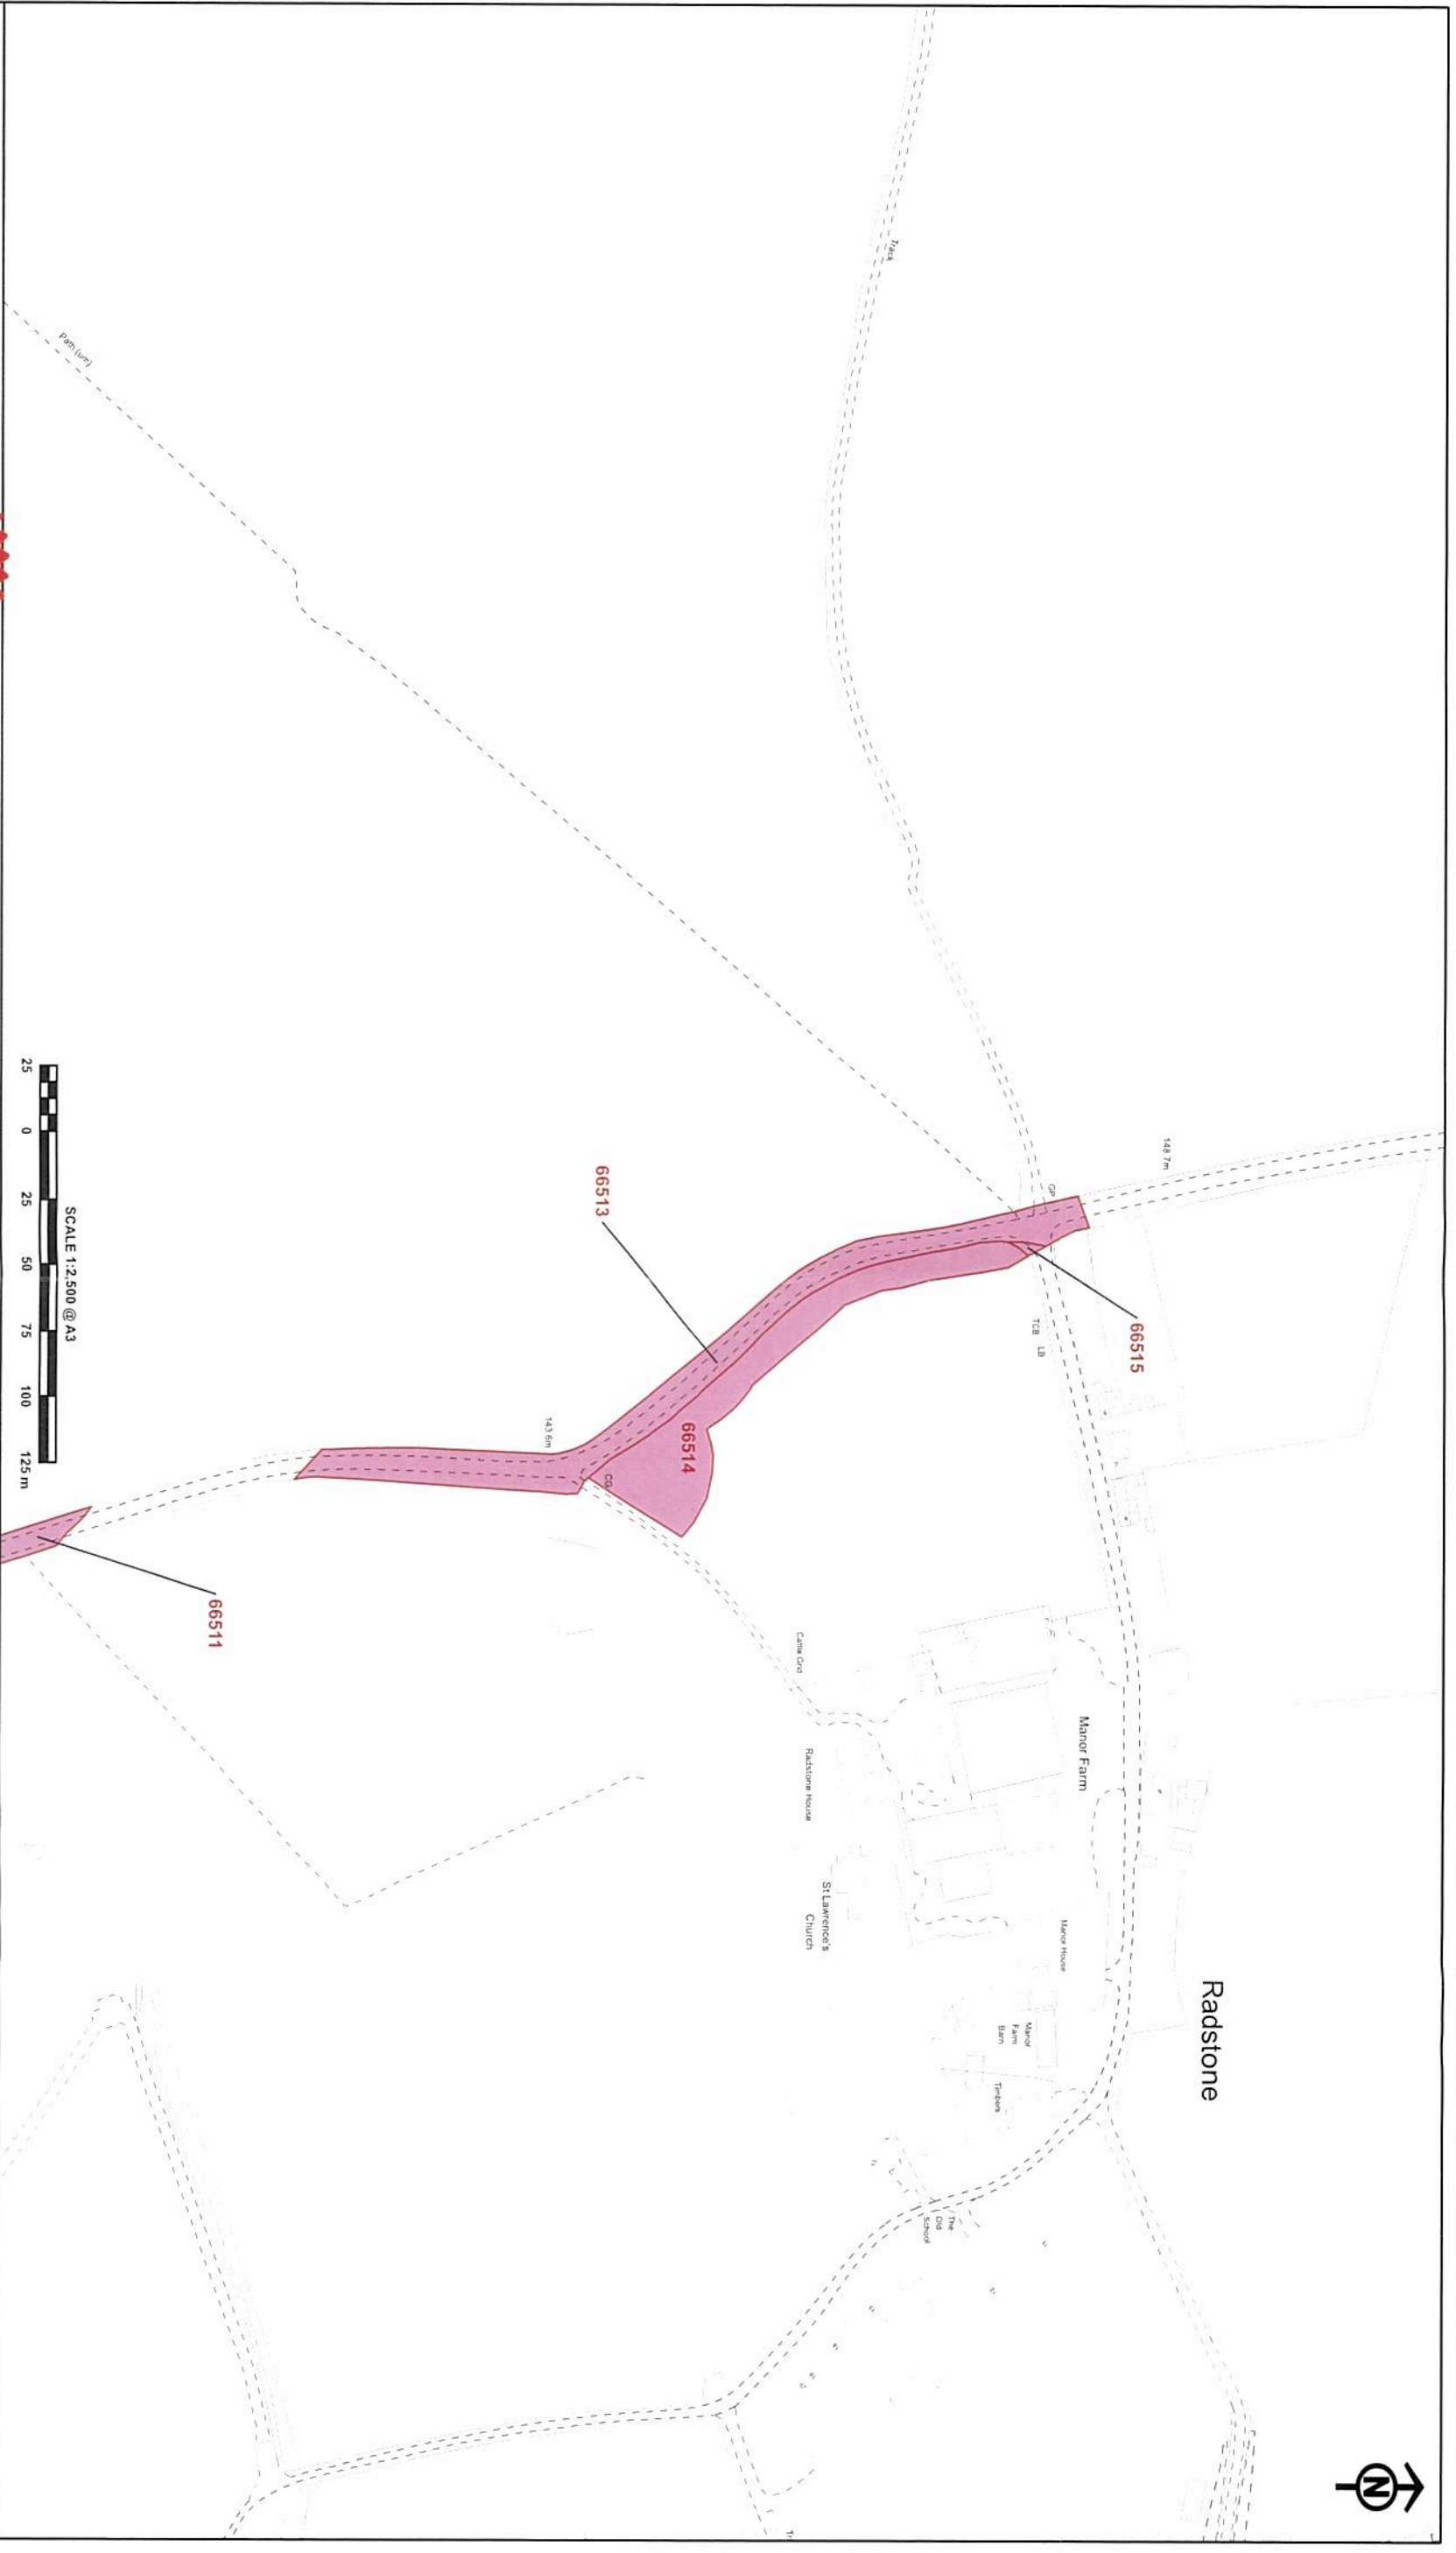 Radstone
N
148.7m
GP
66515
TCB
LB
Track
Manor Farm
Manor House
Manor
Farm
Barn
Timbers
The
Old
School
66513
66514
CG
143.6m
Cattle Grid
Radstone House
St Lawrence's
Church
Path (um)
66511
SCALE 1:2,500 @ A3
25 0 25 50 75 100 125 m